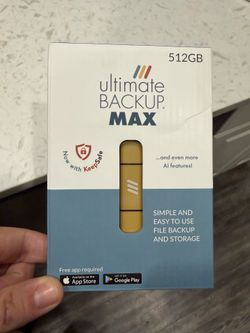 512GB
ultimate
BACKUP
MAX
Now with KeepSafe
...and even more
AI features!
SIMPLE AND
EASY TO USE
FILE BACKUP
AND STORAGE
Free app required
Available on the
App Store
GET IT ON
Google Play